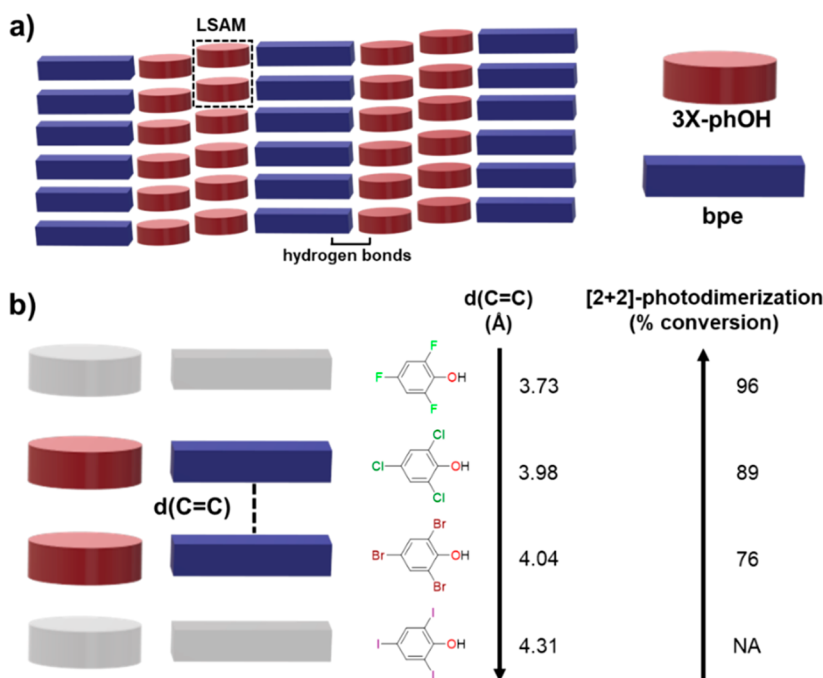 a)
LSAM
hydrogen bonds
3X-phOH
bpe
b)
d(C=C)
(Å)
[2+2]-photodimerization
(% conversion)
F
F
OH
F
3.73
96
Cl
Cl
OH
Cl
3.98
89
d(C=C)
Br
Br
OH
Br
4.04
76
I
I
OH
I
4.31
NA